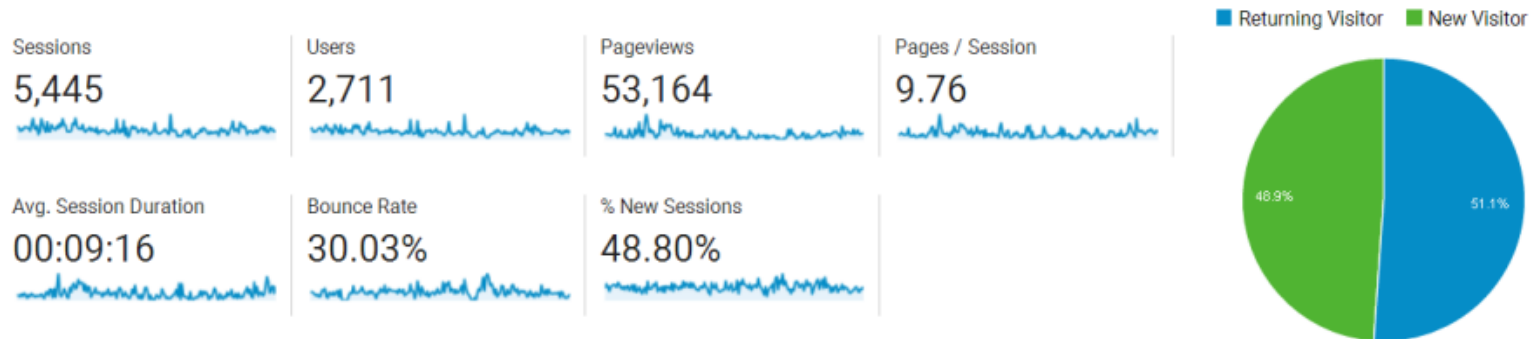 Returning Visitor New Visitor
Sessions Users Pageviews Pages / Session
5,445 2,711 53,164 9.76
48.9% 51.1%
Avg. Session Duration Bounce Rate % New Sessions
00:09:16 30.03% 48.80%